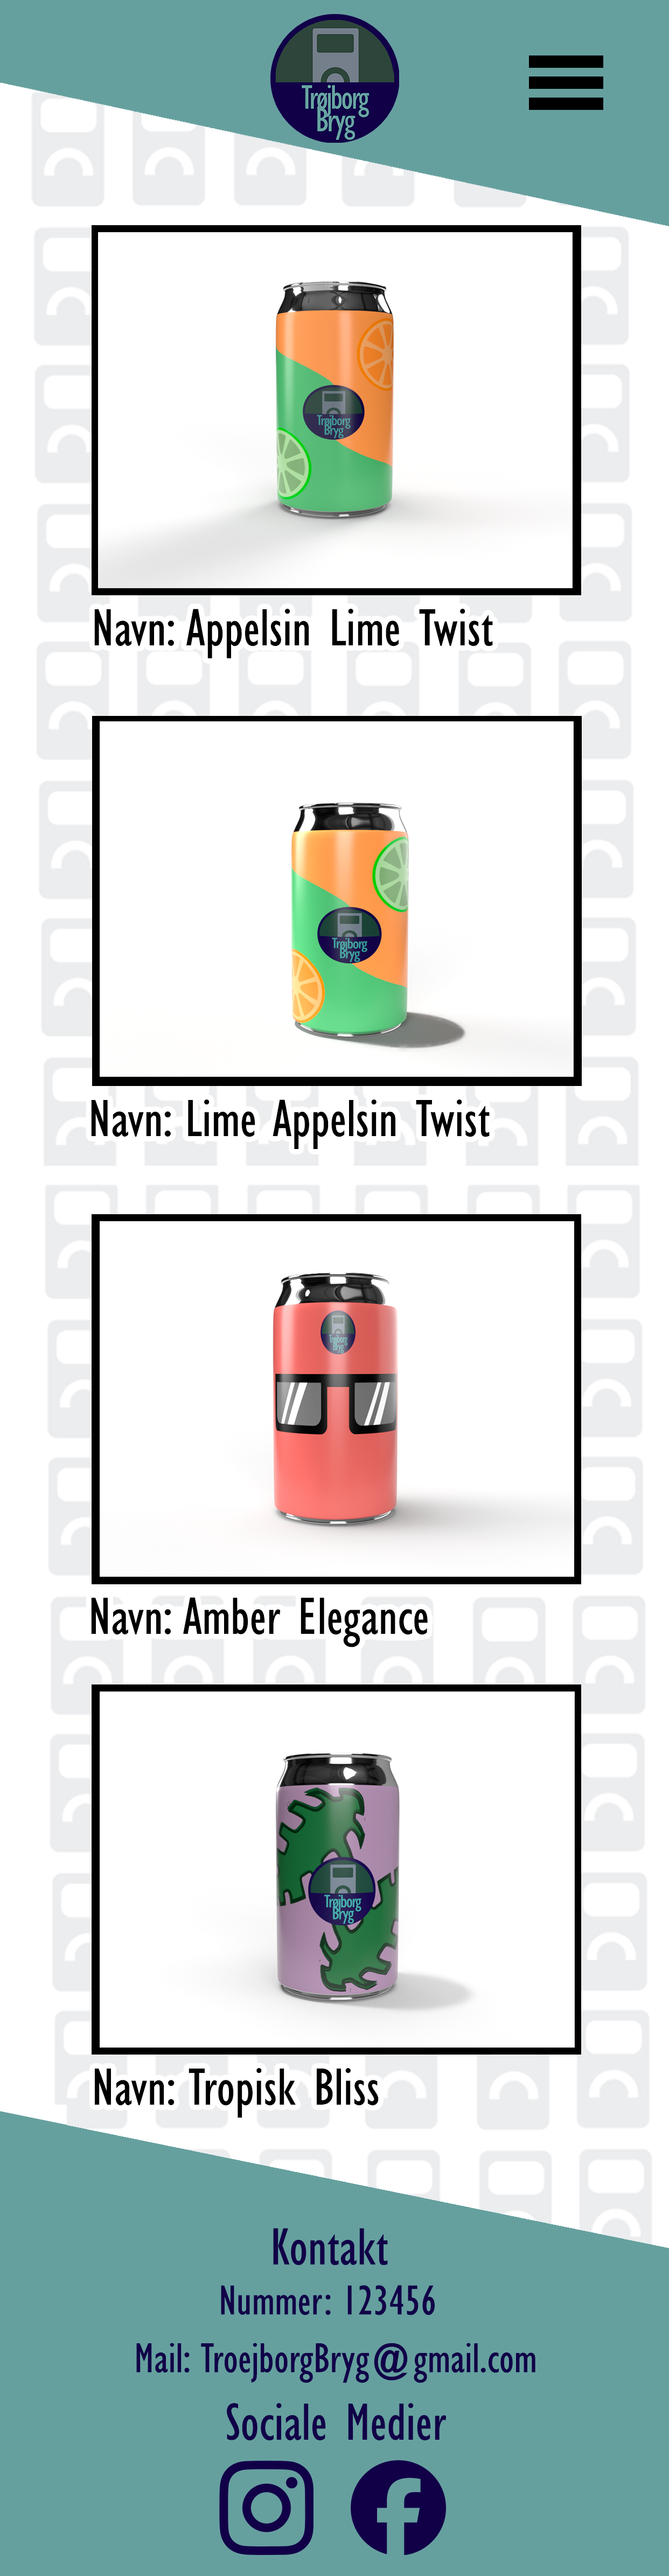 Trøjborg
Bryg
Trøjborg
Bryg
Navn: Appelsin Lime Twist
Trøjborg
Bryg
Navn: Lime Appelsin Twist
Trøjborg
Bryg
Navn: Amber Elegance
Trøjborg
Bryg
Navn: Tropisk Bliss
Kontakt
Nummer: 123456
Mail: TroejborgBryg@gmail.com
Sociale Medier